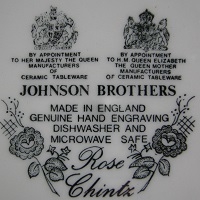 BY APPOINTMENT
TO HER MAJESTY THE QUEEN
MANUFACTURERS
OF
CERAMIC TABLEWARE
BY APPOINTMENT
TO H.M. QUEEN ELIZABETH
THE QUEEN MOTHER
MANUFACTURERS
OF
CERAMIC TABLEWARE
JOHNSON BROTHERS
MADE IN ENGLAND
GENUINE HAND ENGRAVING
DISHWASHER AND
MICROWAVE SAFE
Rose
Chintz